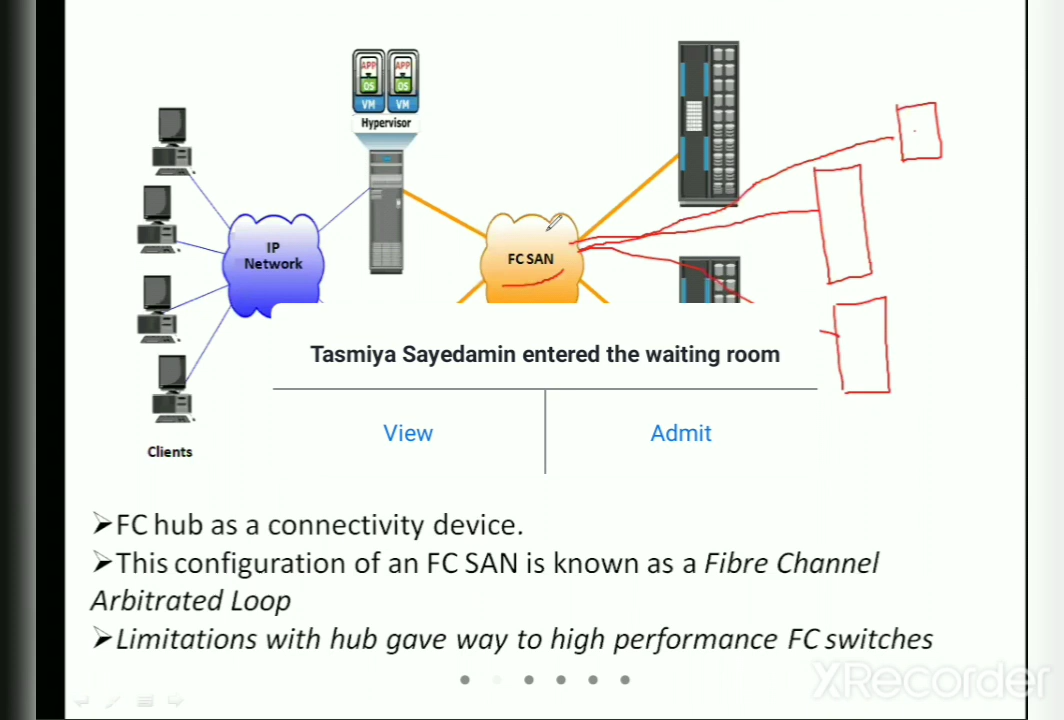 APP APP
OS OS
VM VM
Hypervisor
IP
Network
FC SAN
Tasmiya Sayedamin entered the waiting room
View Admit
Clients
➢FC hub as a connectivity device.
➢This configuration of an FC SAN is known as a Fibre Channel
Arbitrated Loop
➢Limitations with hub gave way to high performance FC switches
XRecorder